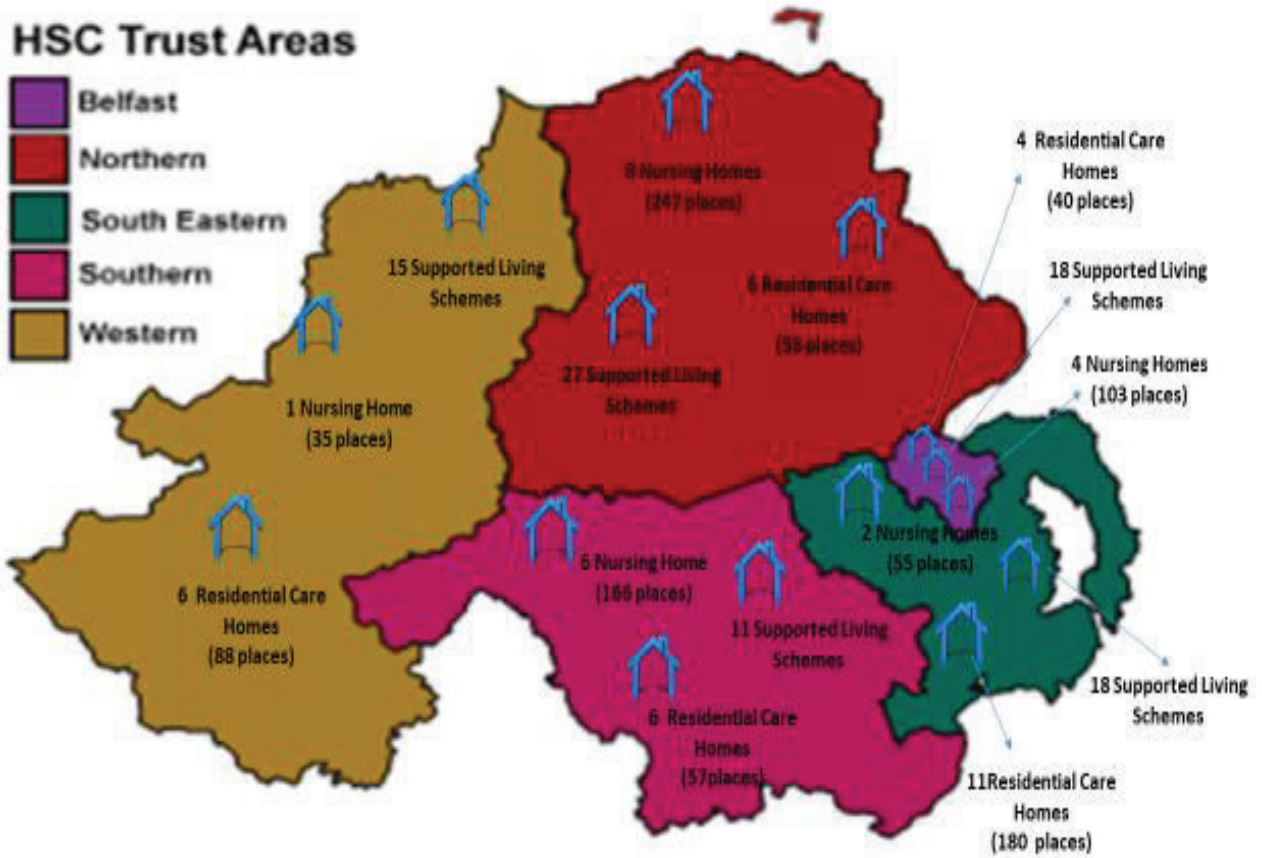 HSC Trust Areas
Belfast
Northern
South Eastern
Southern
Western
8 Nursing Homes
(247 places)
6 Residential Care
Homes
places)
27 Supported Living
Schemes
15 Supported Living
Schemes
1 Nursing Home
(35 places)
6 Residential Care
Homes
(88 places)
4 Residential Care
Homes
(40 places)
18 Supported Living
Schemes
4 Nursing Homes
(103 places)
2 Nursing Homes
(55 places)
6 Nursing Home
(166 places)
11 Supported Living
Schemes
6 Residential Care
Homes
(57places)
18 Supported Living
Schemes
11Residential Care
Homes
(180 places)